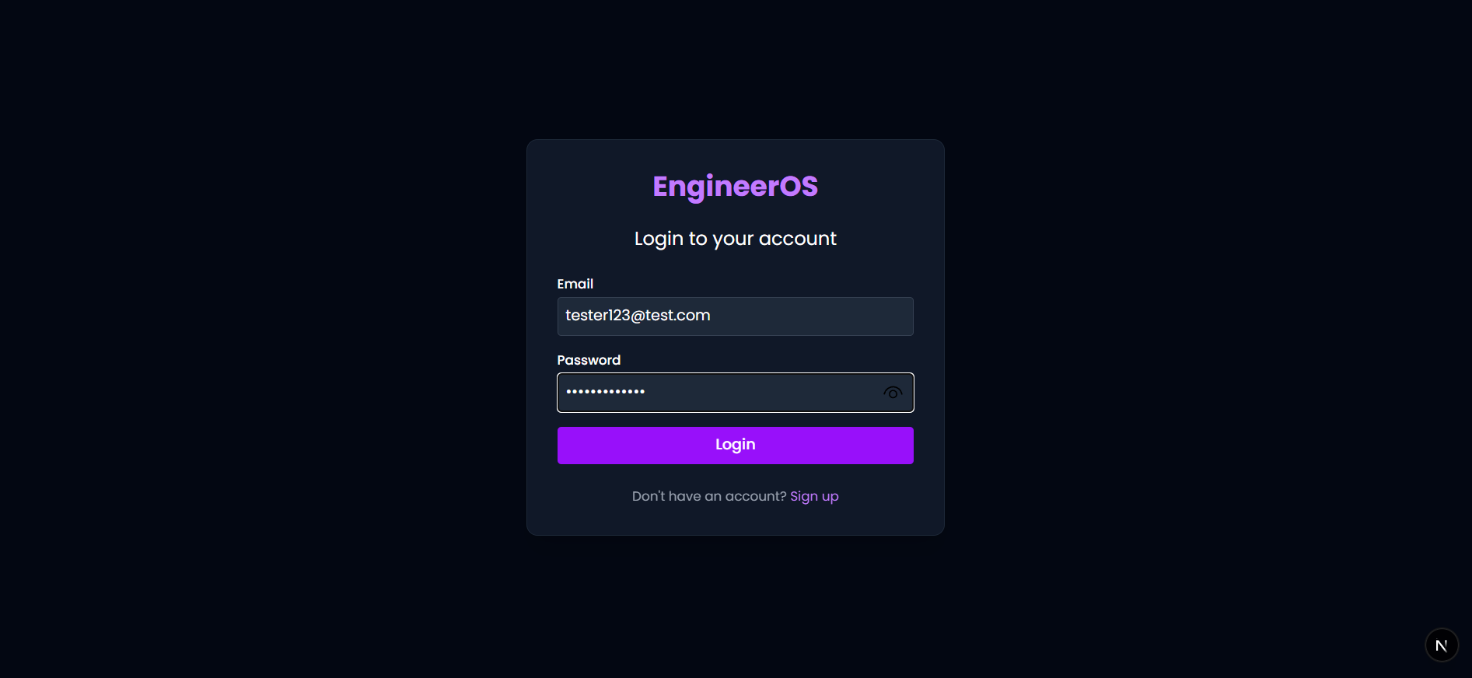 EngineerOS
Login to your account
Email
tester123@test.com
Password
•••••••••••••
Login
Don't have an account? Sign up
N